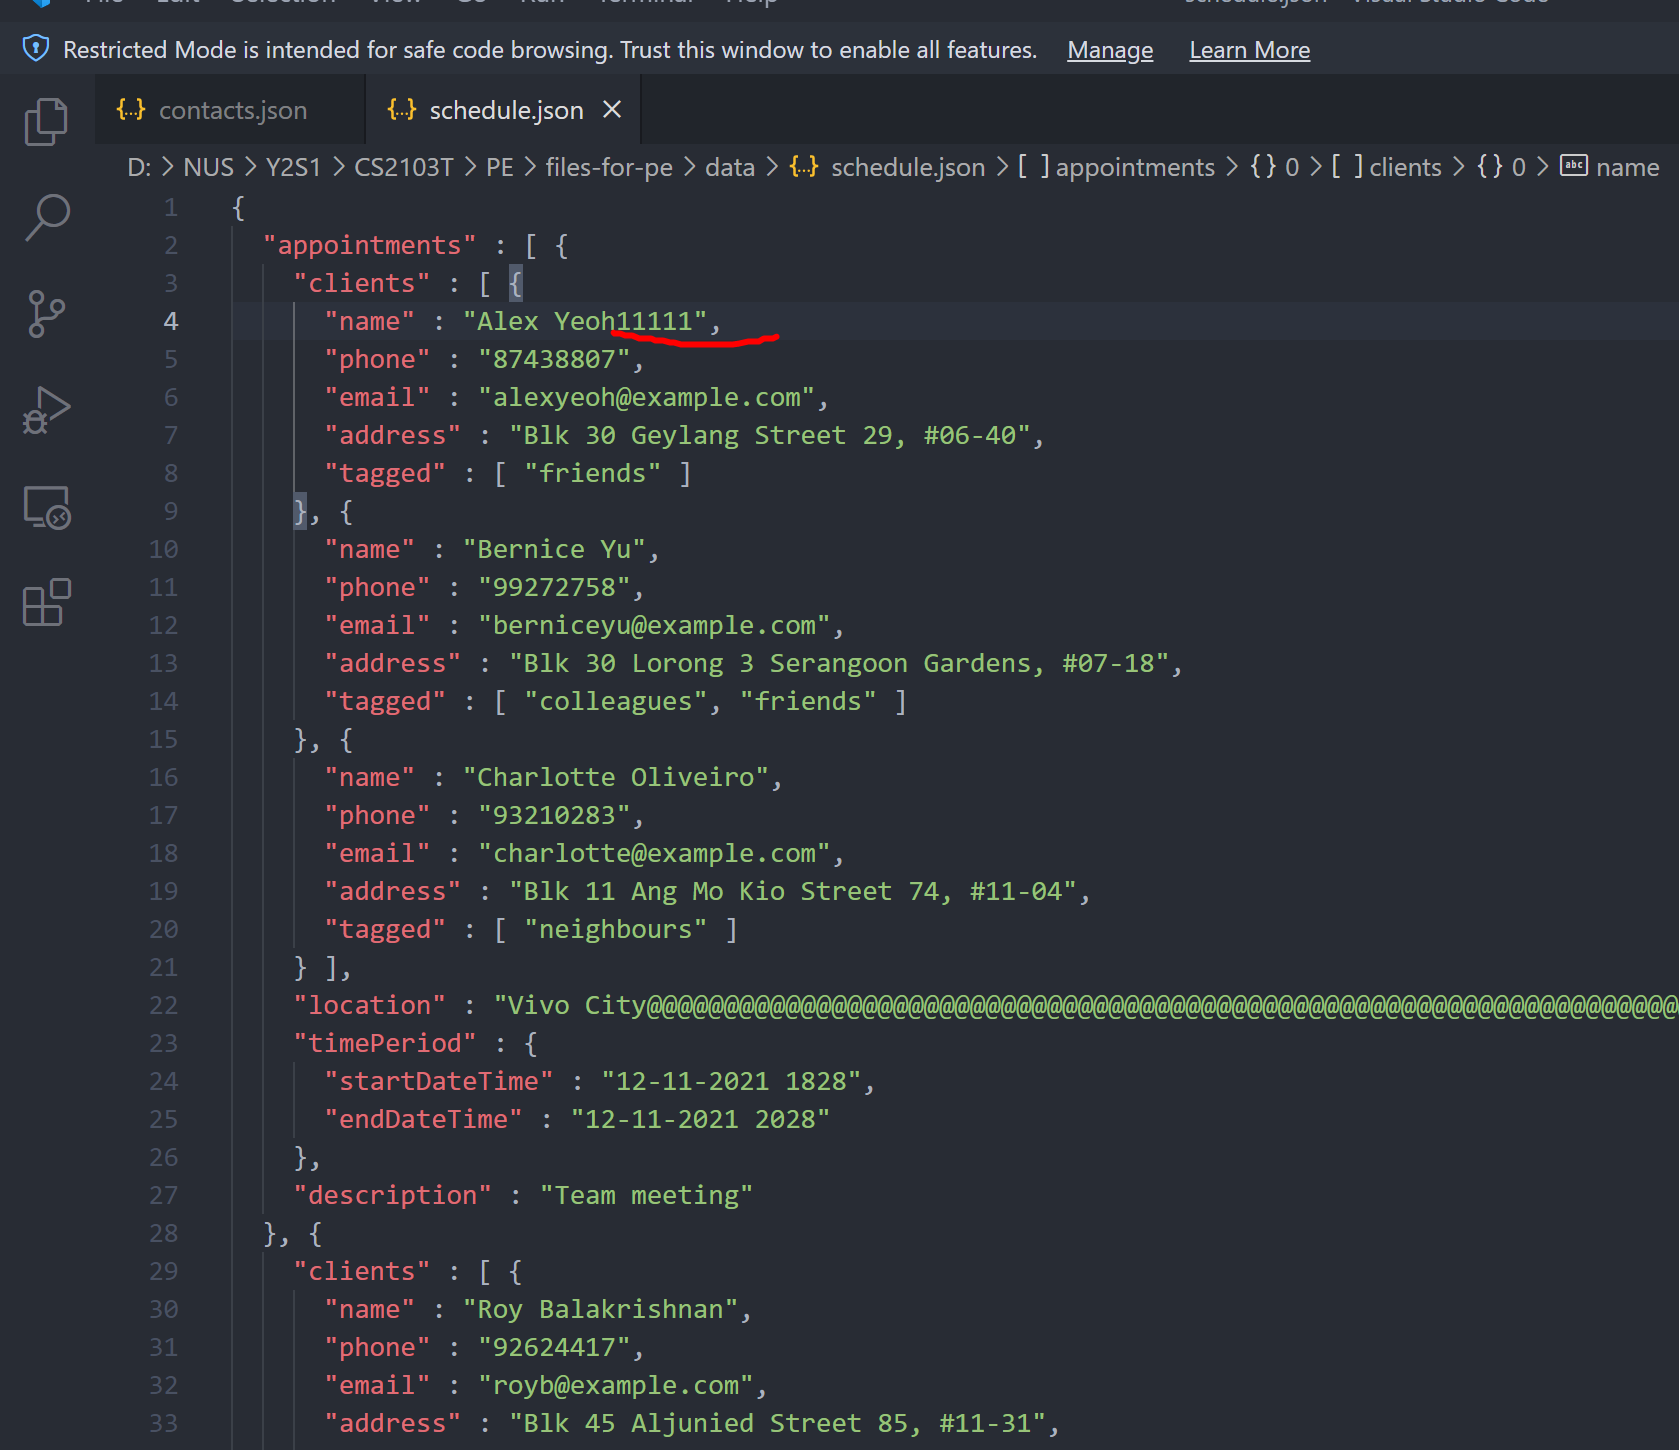 Restricted Mode is intended for safe code browsing. Trust this window to enable all features. Manage Learn More
{..} contacts.json {..} schedule.json ×
D: > NUS > Y2S1 > CS2103T > PE > files-for-pe > data > {..} schedule.json > [ ] appointments > {} 0 > [ ] clients > {} 0 > abc name
1 {
2 "appointments" : [ {
3 "clients" : [ {
4 "name" : "Alex Yeoh11111",
5 "phone" : "87438807",
6 "email" : "alexyeoh@example.com",
7 "address" : "Blk 30 Geylang Street 29, #06-40",
8 "tagged" : [ "friends" ]
9 }, {
10 "name" : "Bernice Yu",
11 "phone" : "99272758",
12 "email" : "berniceyu@example.com",
13 "address" : "Blk 30 Lorong 3 Serangoon Gardens, #07-18",
14 "tagged" : [ "colleagues", "friends" ]
15 }, {
16 "name" : "Charlotte Oliveiro",
17 "phone" : "93210283",
18 "email" : "charlotte@example.com",
19 "address" : "Blk 11 Ang Mo Kio Street 74, #11-04",
20 "tagged" : [ "neighbours" ]
21 } ],
22 "location" : "Vivo City@@@@@@@@@@@@@@@@@@@@@@@@@@@@@@@@@@@@@@@@@@@@@@@@@@@@@@@@@@@@@@@@@@@
23 "timePeriod" : {
24 "startDateTime" : "12-11-2021 1828",
25 "endDateTime" : "12-11-2021 2028"
26 },
27 "description" : "Team meeting"
28 }, {
29 "clients" : [ {
30 "name" : "Roy Balakrishnan",
31 "phone" : "92624417",
32 "email" : "royb@example.com",
33 "address" : "Blk 45 Aljunied Street 85, #11-31",